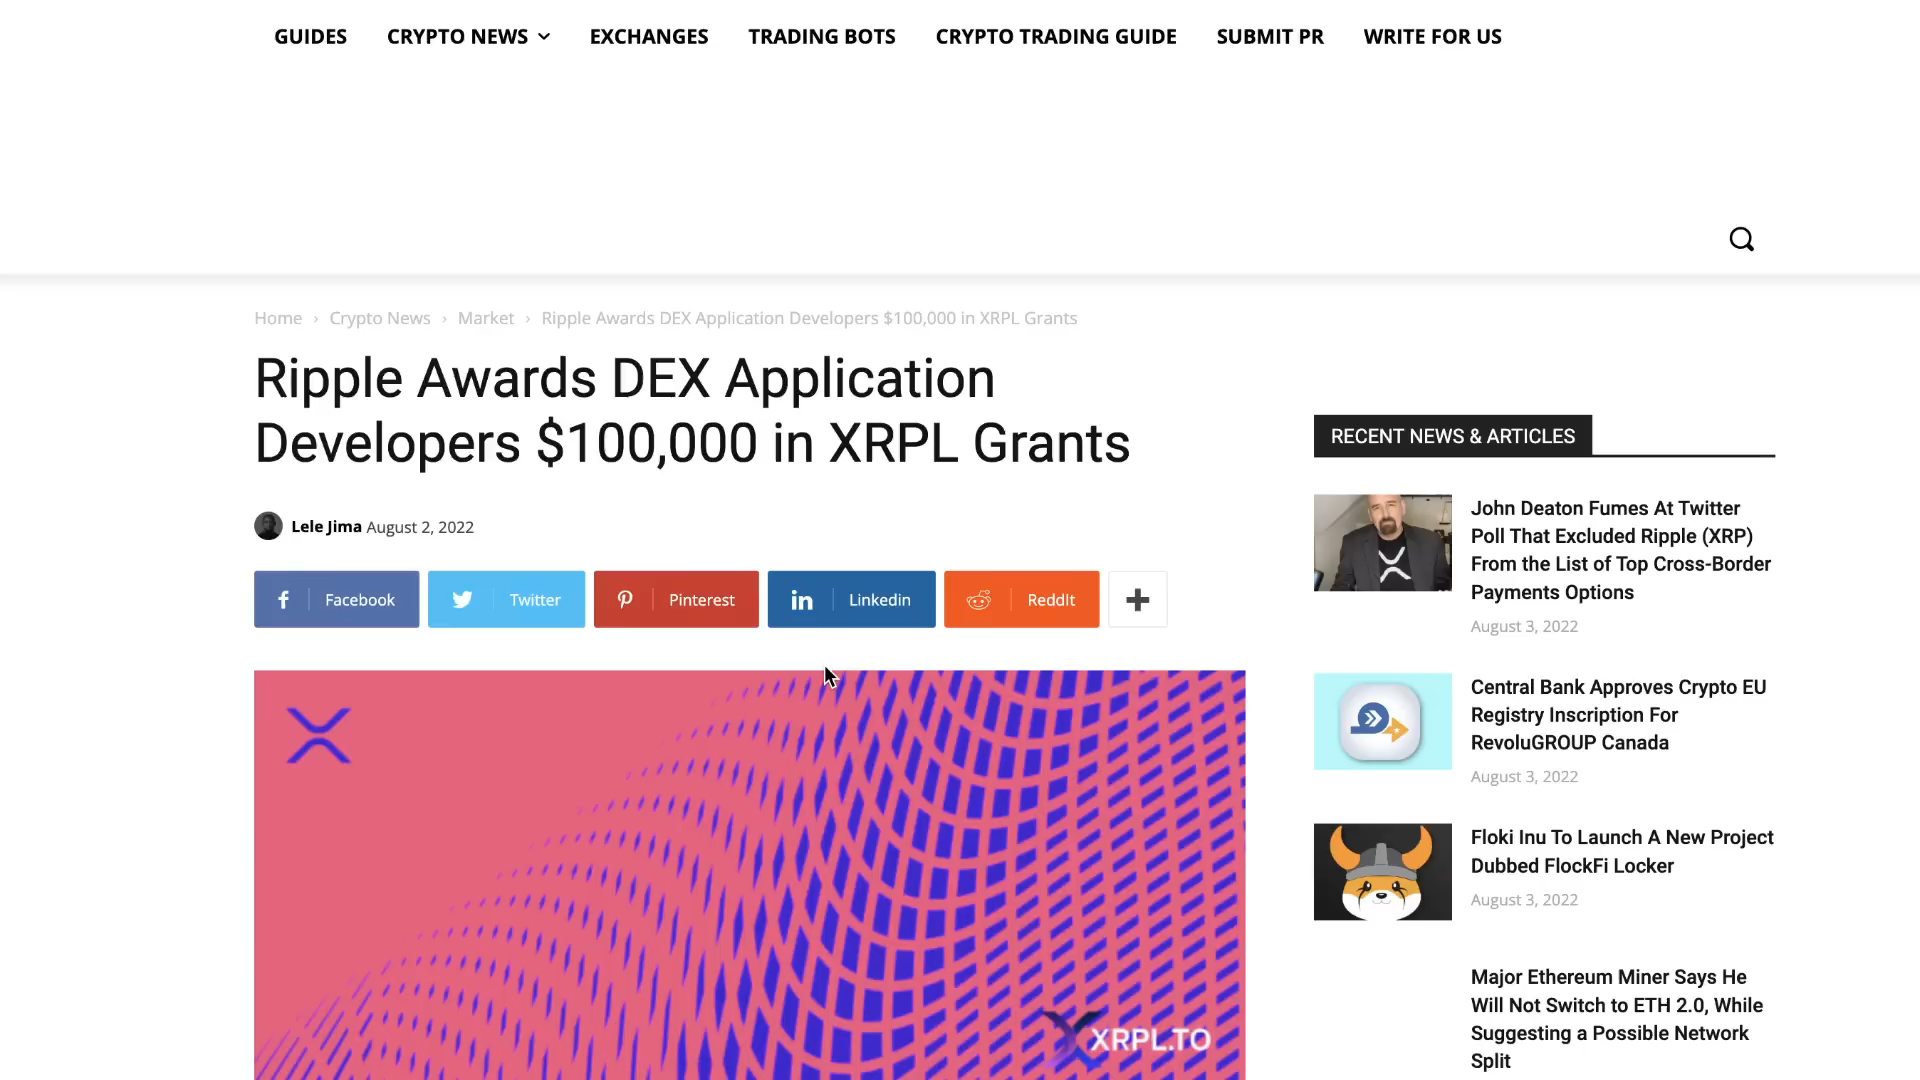 GUIDES CRYPTO NEWS EXCHANGES TRADING BOTS CRYPTO TRADING GUIDE SUBMIT PR WRITE FOR US
Home › Crypto News › Market › Ripple Awards DEX Application Developers $100,000 in XRPL Grants
Ripple Awards DEX Application
Developers $100,000 in XRPL Grants
Lele Jima August 2, 2022
Facebook Twitter Pinterest Linkedin ReddIt
XRPL.TO
RECENT NEWS & ARTICLES
John Deaton Fumes At Twitter
Poll That Excluded Ripple (XRP)
From the List of Top Cross-Border
Payments Options
August 3, 2022
Central Bank Approves Crypto EU
Registry Inscription For
RevoluGROUP Canada
August 3, 2022
Floki Inu To Launch A New Project
Dubbed FlockFi Locker
August 3, 2022
Major Ethereum Miner Says He
Will Not Switch to ETH 2.0, While
Suggesting a Possible Network
Split